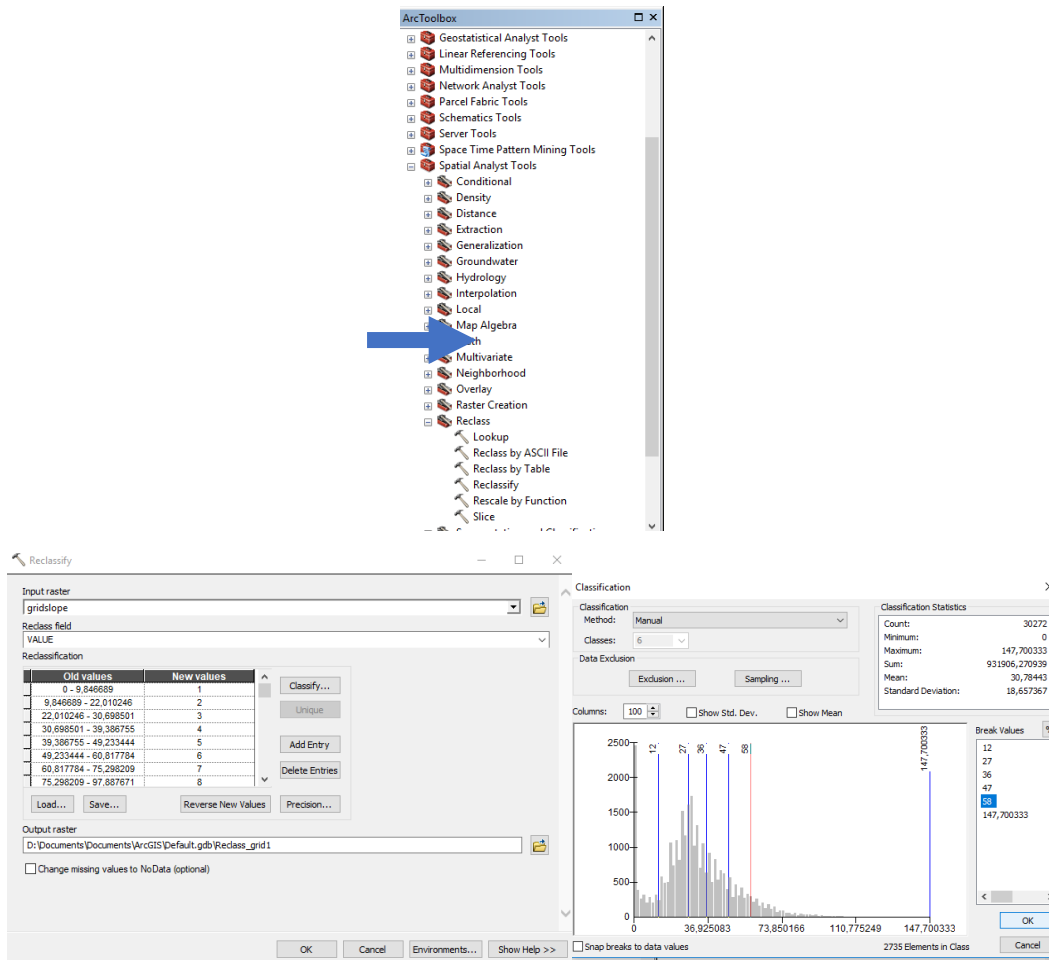 ArcToolbox
Geostatistical Analyst Tools
Linear Referencing Tools
Multidimension Tools
Network Analyst Tools
Parcel Fabric Tools
Schematics Tools
Server Tools
Space Time Pattern Mining Tools
Spatial Analyst Tools
Conditional
Density
Distance
Extraction
Generalization
Groundwater
Hydrology
Interpolation
Local
Map Algebra
Multivariate
Neighborhood
Overlay
Raster Creation
Reclass
Lookup
Reclass by ASCII File
Reclass by Table
Reclassify
Rescale by Function
Slice
Reclassify
Input raster
gridslope
Reclass field
VALUE
Reclassification
Old values New values
0 - 9,846689 1
9,846689 - 22,010246 2
22,010246 - 30,698501 3
30,698501 - 39,386755 4
39,386755 - 49,233444 5
49,233444 - 60,817784 6
60,817784 - 75,298209 7
75,298209 - 97,887671 8
Classify...
Unique
Add Entry
Delete Entries
Load... Save... Reverse New Values Precision...
Output raster
D:\Documents\Documents\ArcGIS\Default.gdb\Reclass_grid1
Change missing values to NoData (optional)
OK Cancel Environments... Show Help >>
Classification
Classification
Method: Manual
Classes: 6
Data Exclusion
Exclusion ... Sampling ...
Columns: 100 Show Std. Dev. Show Mean
Classification Statistics
Count: 30272
Minimum: 0
Maximum: 147,700333
Sum: 931906,270939
Mean: 30,78443
Standard Deviation: 18,657367
Break Values %
12
27
36
47
58
147,700333
12 27 36 47 58 147,700333
2500
2000
1500
1000
500
0
0 36,925083 73,850166 110,775249 147,700333
OK
Snap breaks to data values 2735 Elements in Class Cancel